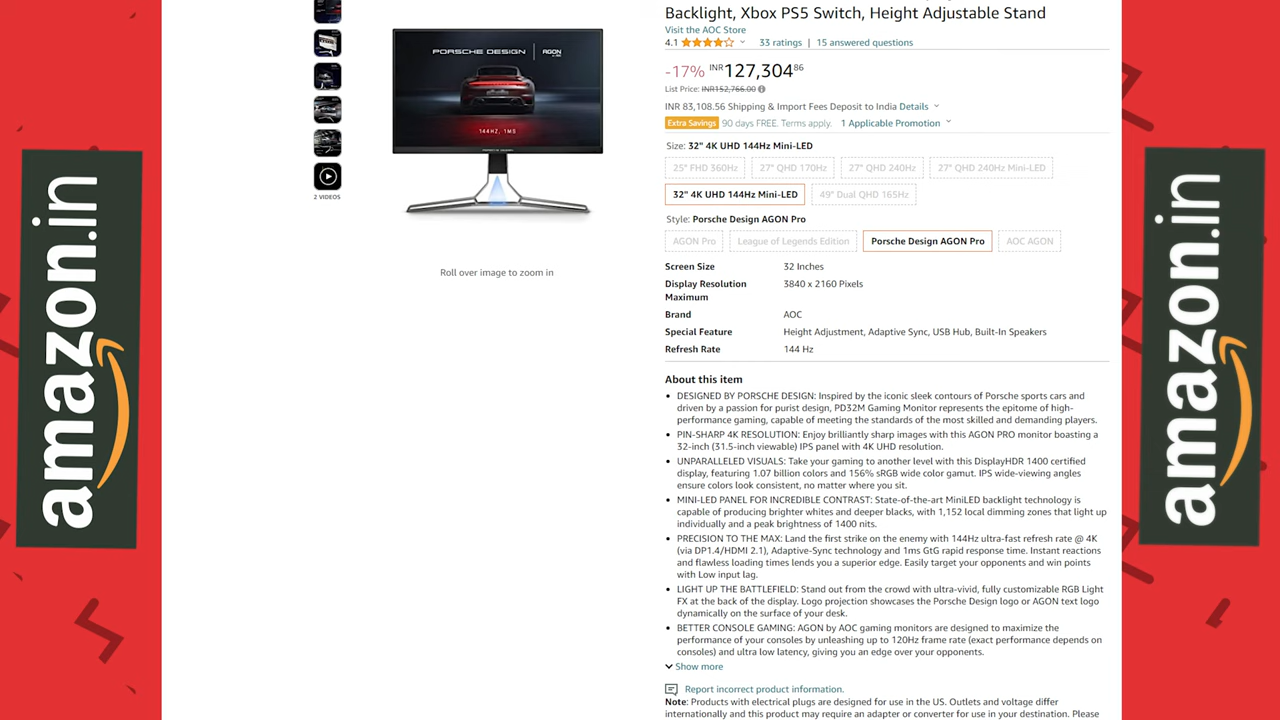 Backlight, Xbox PS5 Switch, Height Adjustable Stand
Visit the AOC Store
4.1 33 ratings | 15 answered questions
-17% INR127,304 86
List Price: INR152,766.00
INR 83,108.56 Shipping & Import Fees Deposit to India Details
Extra Savings 90 days FREE. Terms apply. 1 Applicable Promotion
Size: 32" 4K UHD 144Hz Mini-LED
25" FHD 360Hz 27" QHD 170Hz 27" QHD 240Hz 27" QHD 240Hz Mini-LED
32" 4K UHD 144Hz Mini-LED 49" Dual QHD 165Hz
Style: Porsche Design AGON Pro
AGON Pro League of Legends Edition Porsche Design AGON Pro AOC AGON
Screen Size 32 Inches
Display Resolution Maximum 3840 x 2160 Pixels
Brand AOC
Special Feature Height Adjustment, Adaptive Sync, USB Hub, Built-In Speakers
Refresh Rate 144 Hz
About this item
DESIGNED BY PORSCHE DESIGN: Inspired by the iconic sleek contours of Porsche sports cars and
driven by a passion for purist design, PD32M Gaming Monitor represents the epitome of high-
performance gaming, capable of meeting the standards of the most skilled and demanding players.
PIN-SHARP 4K RESOLUTION: Enjoy brilliantly sharp images with this AGON PRO monitor boasting a
32-inch (31.5-inch viewable) IPS panel with 4K UHD resolution.
UNPARALLELED VISUALS: Take your gaming to another level with this DisplayHDR 1400 certified
display, featuring 1.07 billion colors and 156% sRGB wide color gamut. IPS wide-viewing angles
ensure colors look consistent, no matter where you sit.
MINI-LED PANEL FOR INCREDIBLE CONTRAST: State-of-the-art MiniLED backlight technology is
capable of producing brighter whites and deeper blacks, with 1,152 local dimming zones that light up
individually and a peak brightness of 1400 nits.
PRECISION TO THE MAX: Land the first strike on the enemy with 144Hz ultra-fast refresh rate @ 4K
(via DP1.4/HDMI 2.1), Adaptive-Sync technology and 1ms GtG rapid response time. Instant reactions
and flawless loading times lends you a superior edge. Easily target your opponents and win points
with Low input lag.
LIGHT UP THE BATTLEFIELD: Stand out from the crowd with ultra-vivid, fully customizable RGB Light
FX at the back of the display. Logo projection showcases the Porsche Design logo or AGON text logo
dynamically on the surface of your desk.
BETTER CONSOLE GAMING: AGON by AOC gaming monitors are designed to maximize the
performance of your consoles by unleashing up to 120Hz frame rate (exact performance depends on
consoles) and ultra low latency, giving you an edge over your opponents.
Show more
Report incorrect product information.
Note: Products with electrical plugs are designed for use in the US. Outlets and voltage differ
internationally and this product may require an adapter or converter for use in your destination. Please
2 VIDEOS
PORSCHE DESIGN | AGON
144HZ, 1MS
Roll over image to zoom in
amazon.in
amazon.in